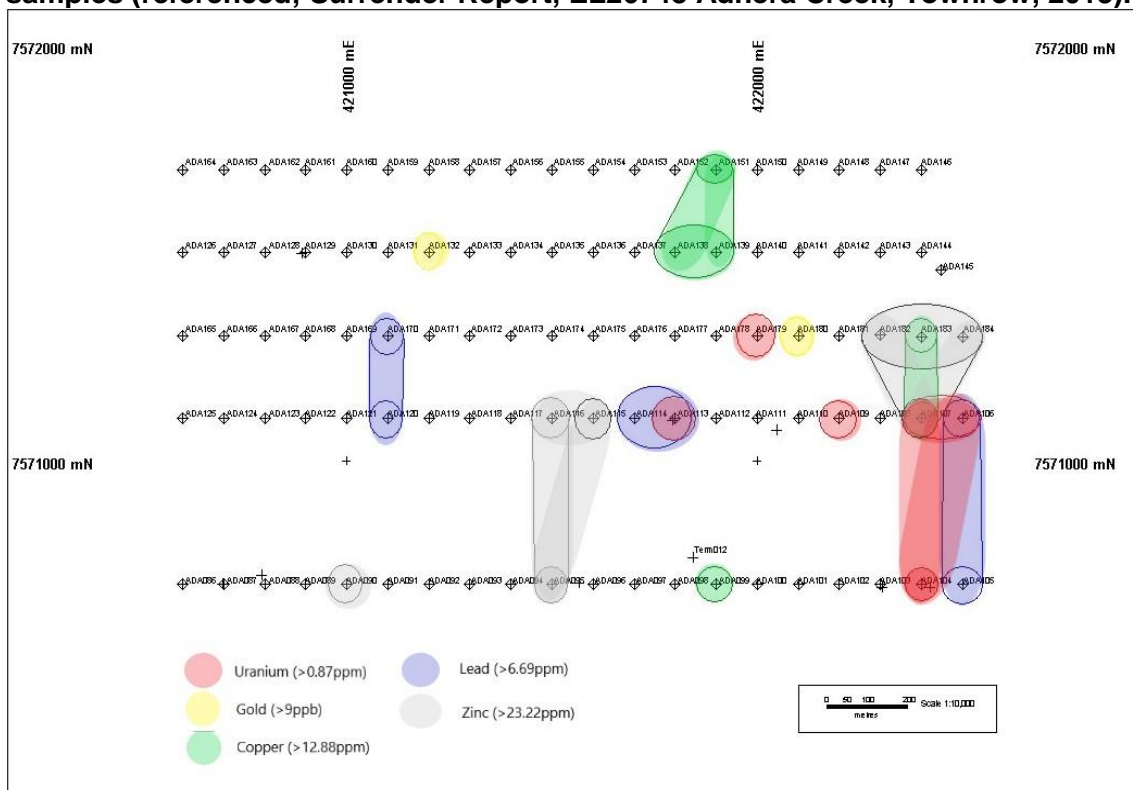 samples (referenced, Surrender Report, Adnera Creek, Townrow,
7572000 mN 421000 mE 422000 mE 7572000 mN
ADA164 ADA163 ADA162 ADA161 ADA160 ADA159 ADA158 ADA157 ADA156 ADA155 ADA154 ADA153 ADA152 ADA151 ADA150 ADA149 ADA148 ADA147 ADA146
ADA126 ADA127 ADA128 ADA129 ADA130 ADA131 ADA132 ADA133 ADA134 ADA135 ADA136 ADA137 ADA138 ADA139 ADA140 ADA141 ADA142 ADA143 ADA144
ADA145
ADA165 ADA166 ADA167 ADA168 ADA169 ADA170 ADA171 ADA172 ADA173 ADA174 ADA175 ADA176 ADA177 ADA178 ADA179 ADA180 ADA181 ADA182 ADA183 ADA184
ADA125 ADA124 ADA123 ADA122 ADA121 ADA120 ADA119 ADA118 ADA117 ADA116 ADA115 ADA114 ADA113 ADA112 ADA111 ADA110 ADA109 ADA108 ADA107 ADA106
7571000 mN 7571000 mN
Term012
ADA086 ADA087 ADA088 ADA089 ADA090 ADA091 ADA092 ADA093 ADA094 ADA095 ADA096 ADA097 ADA098 ADA099 ADA100 ADA101 ADA102 ADA103 ADA104 ADA105
Uranium (>0.87ppm) Lead (>6.69ppm)
Gold (>9ppb) Zinc (>23.22ppm)
Copper (>12.88ppm)
0 50 100 200 Scale 1:10,000
metres